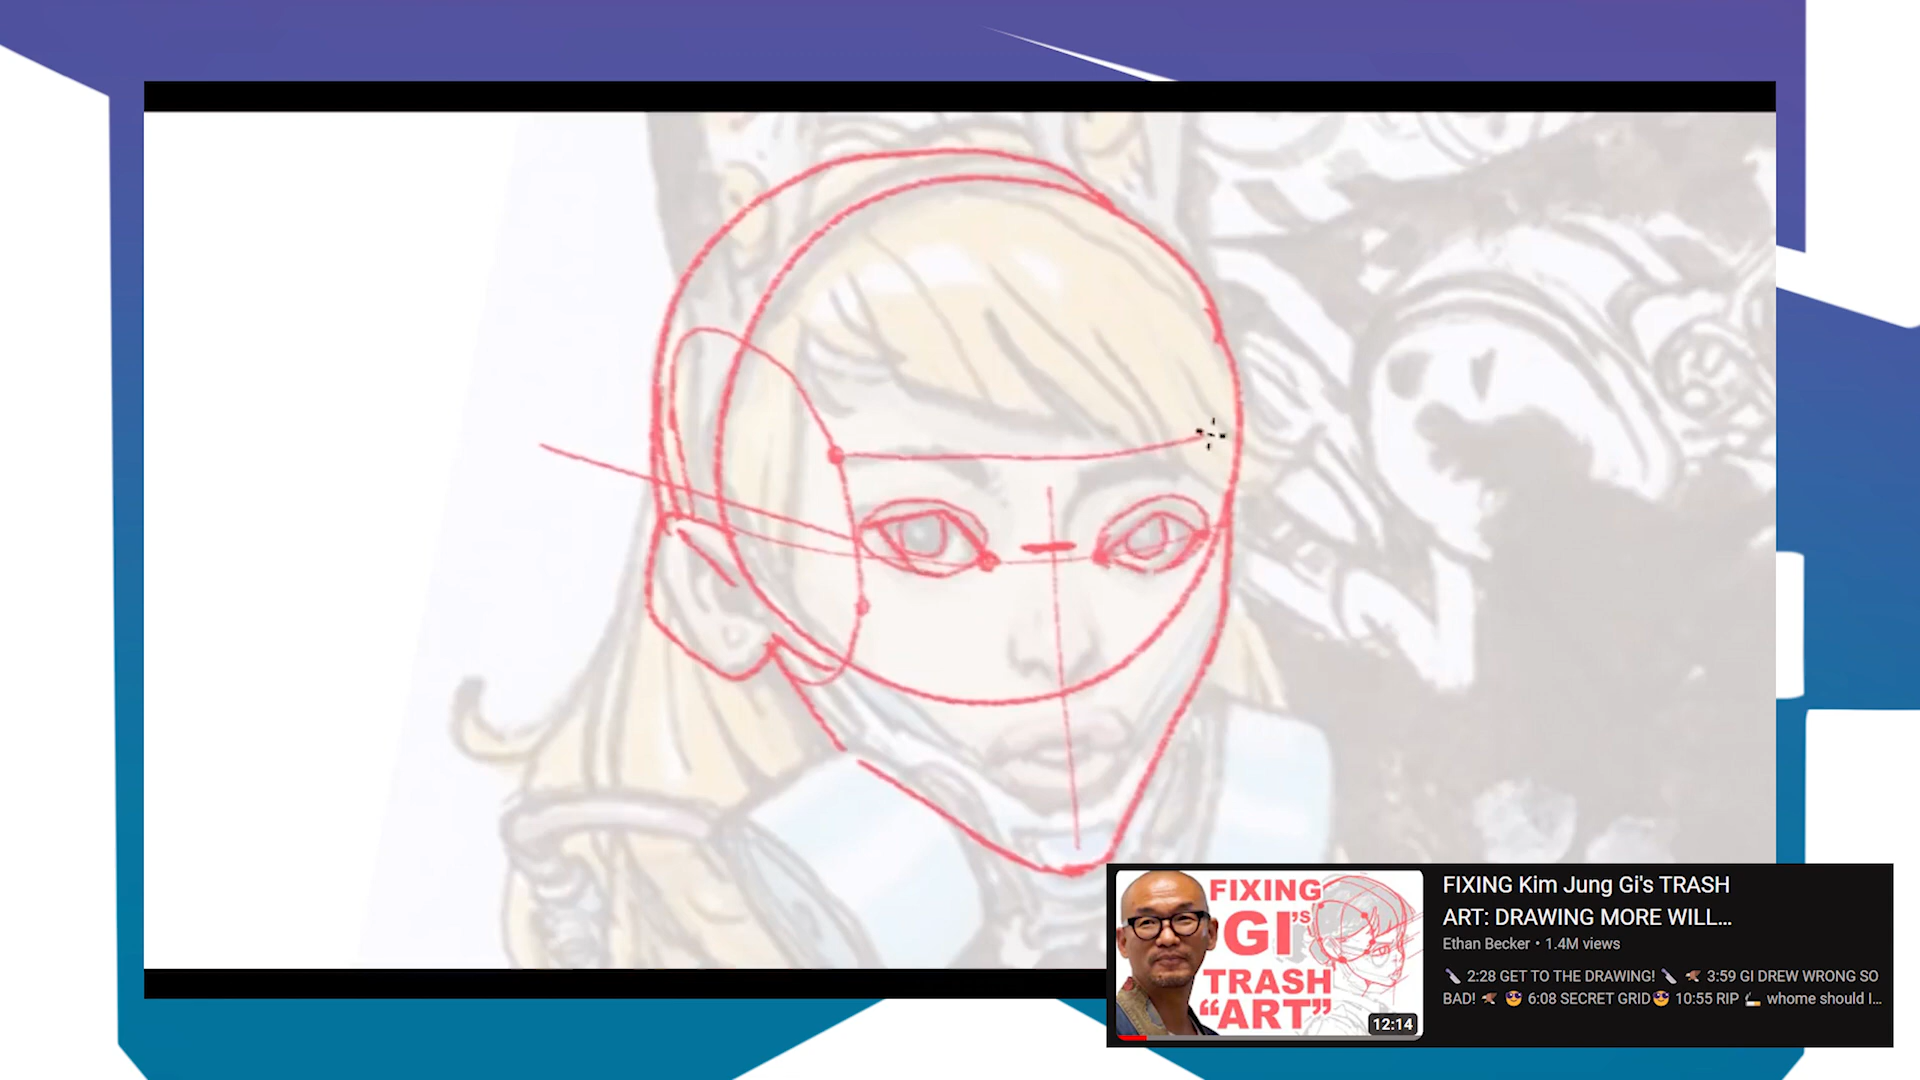 FIXING
GI's
TRASH
“ART”
12:14
FIXING Kim Jung Gi's TRASH
ART: DRAWING MORE WILL...
Ethan Becker • 1.4M views
🔪 2:28 GET TO THE DRAWING! 🔪 🦅 3:59 GI DREW WRONG SO
BAD! 🦅 😎 6:08 SECRET GRID 😎 10:55 RIP 🚬 whome should I...